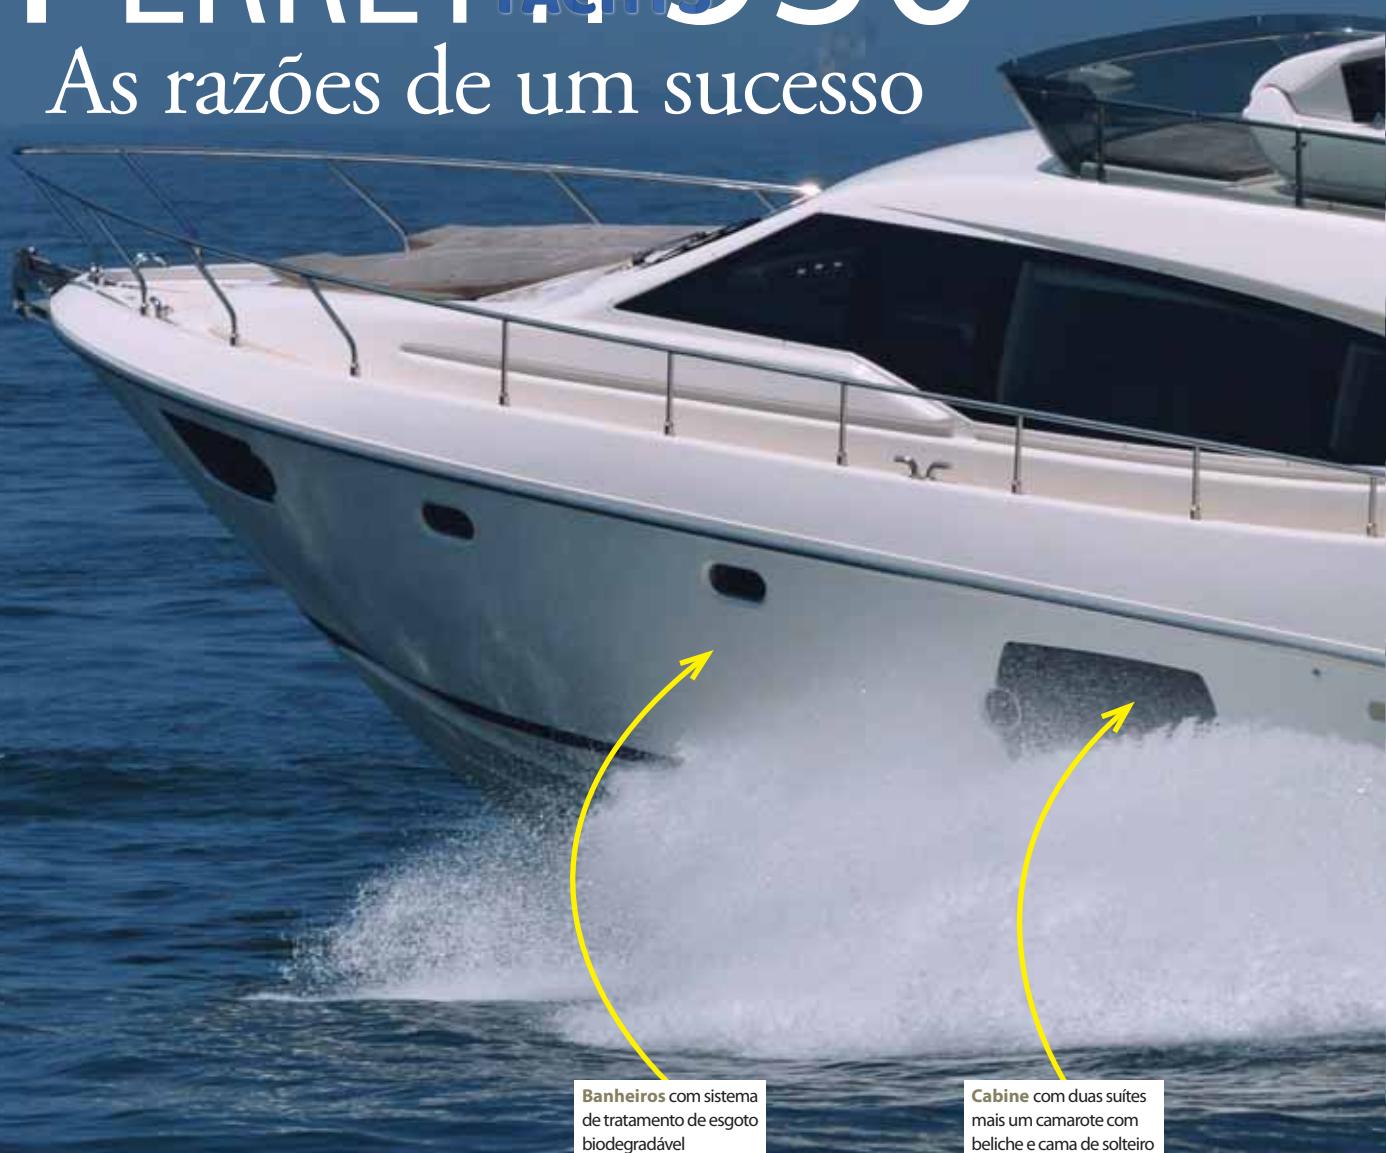 As razões de um sucesso
Banheiros com sistema
de tratamento de esgoto
biodegradável
Cabine com duas suítes
mais um camarote com
beliche e cama de solteiro